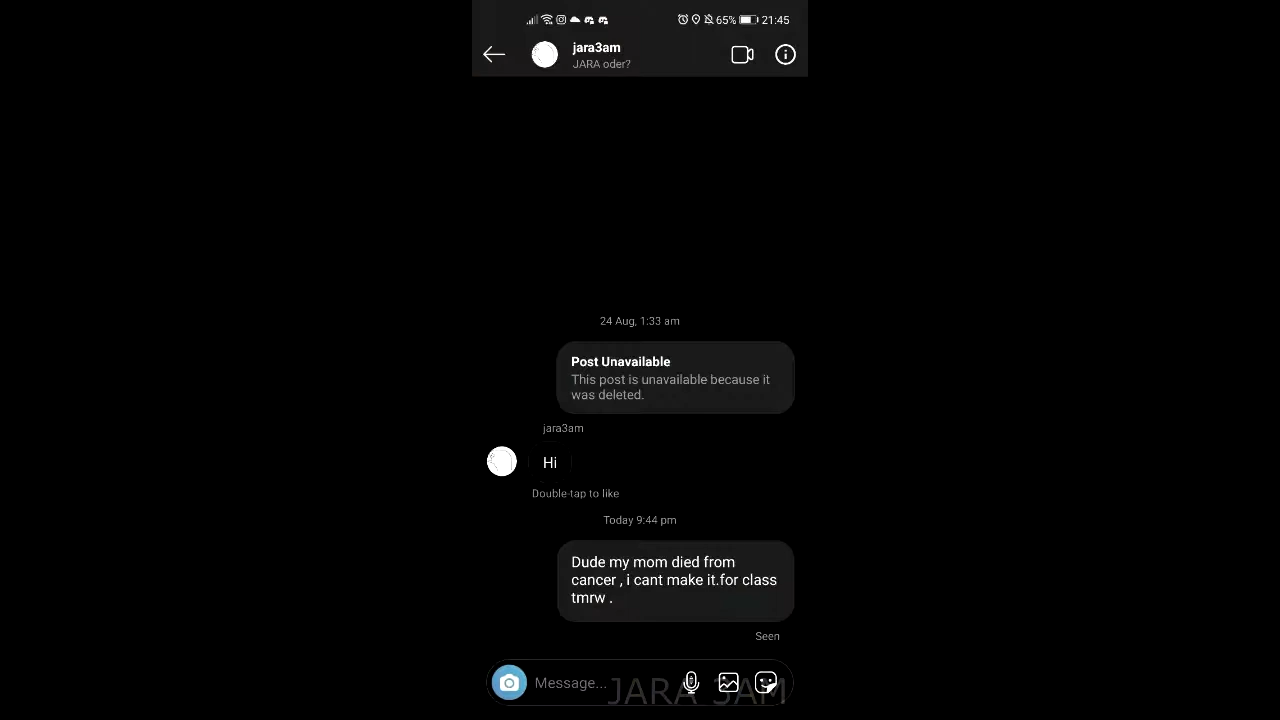 65% 21:45
jara3am
JARA oder?
24 Aug, 1:33 am
Post Unavailable
This post is unavailable because it
was deleted.
jara3am
Hi
Double-tap to like
Today 9:44 pm
Dude my mom died from
cancer , i cant make it.for class
tmrw .
Seen
Message...
JARA 3AM